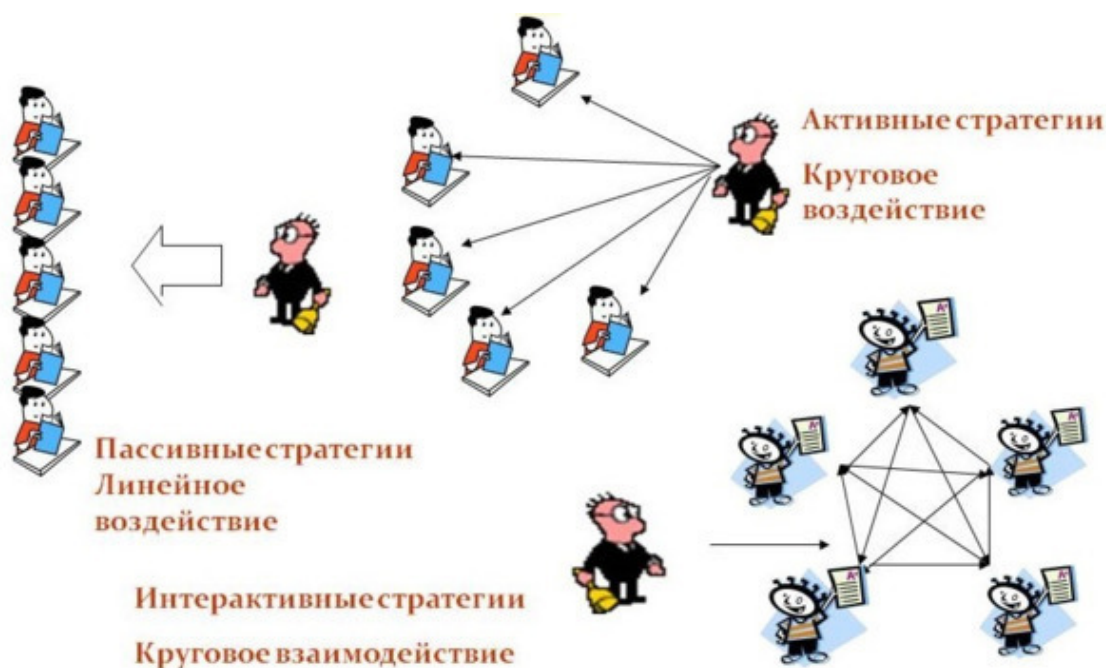 Активные стратегии
Круговое
воздействие
Пассивные стратегии
Линейное
воздействие
Интерактивные стратегии
Круговое взаимодействие